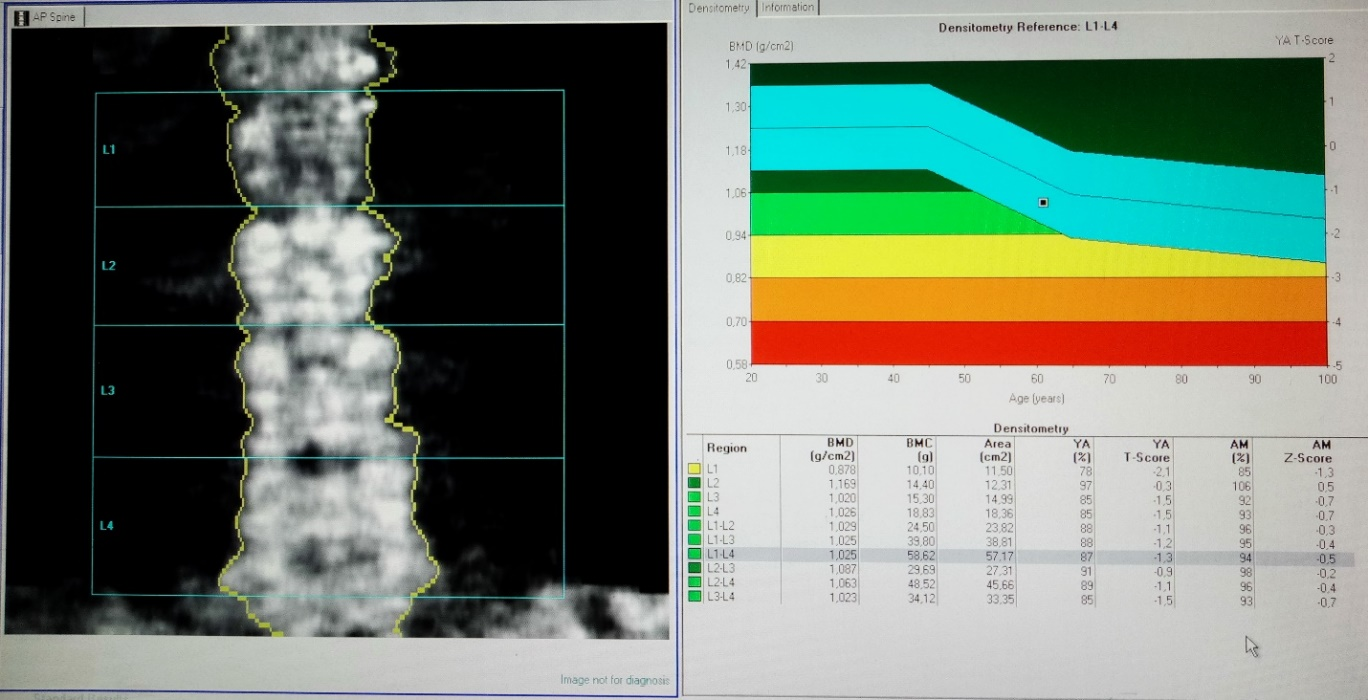 AP Spine
L1
L2
L3
L4
Image not for diagnosis
Densitometry Information
Densitometry Reference: L1-L4
BMD (g/cm2) YA T-Score
1,42 2
1,30 1
1,18 0
1,06 -1
0,94 -2
0,82 -3
0,70 -4
0,58 -5
20 30 40 50 60 70 80 90 100
Age (years)
Densitometry
Region BMD BMC Area YA YA AM AM
(g/cm2) (g) (cm2) (%) T-Score (%) Z-Score
L1 0,878 10,10 11,50 78 -2,1 85 -1,3
L2 1,169 14,40 12,31 97 -0,3 106 0,5
L3 1,020 15,30 14,99 85 -1,5 92 -0,7
L4 1,026 18,83 18,36 85 -1,5 93 -0,7
L1-L2 1,029 24,50 23,82 88 -1,1 96 -0,3
L1-L3 1,025 39,80 38,81 88 -1,2 95 -0,4
L1-L4 1,025 58,62 57,17 87 -1,3 94 -0,5
L2-L3 1,087 29,69 27,31 91 -0,9 98 -0,2
L2-L4 1,063 48,52 45,66 89 -1,1 96 -0,4
L3-L4 1,023 34,12 33,35 85 -1,5 93 -0,7